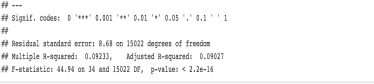 ## ---
## Signif. codes:  0 '***' 0.001 '**' 0.01 '*' 0.05 '.' 0.1 ' ' 1
##
## Residual standard error: 8.68 on 15022 degrees of freedom
## Multiple R-squared:  0.09233,    Adjusted R-squared:  0.09027
## F-statistic: 44.94 on 34 and 15022 DF,  p-value: < 2.2e-16